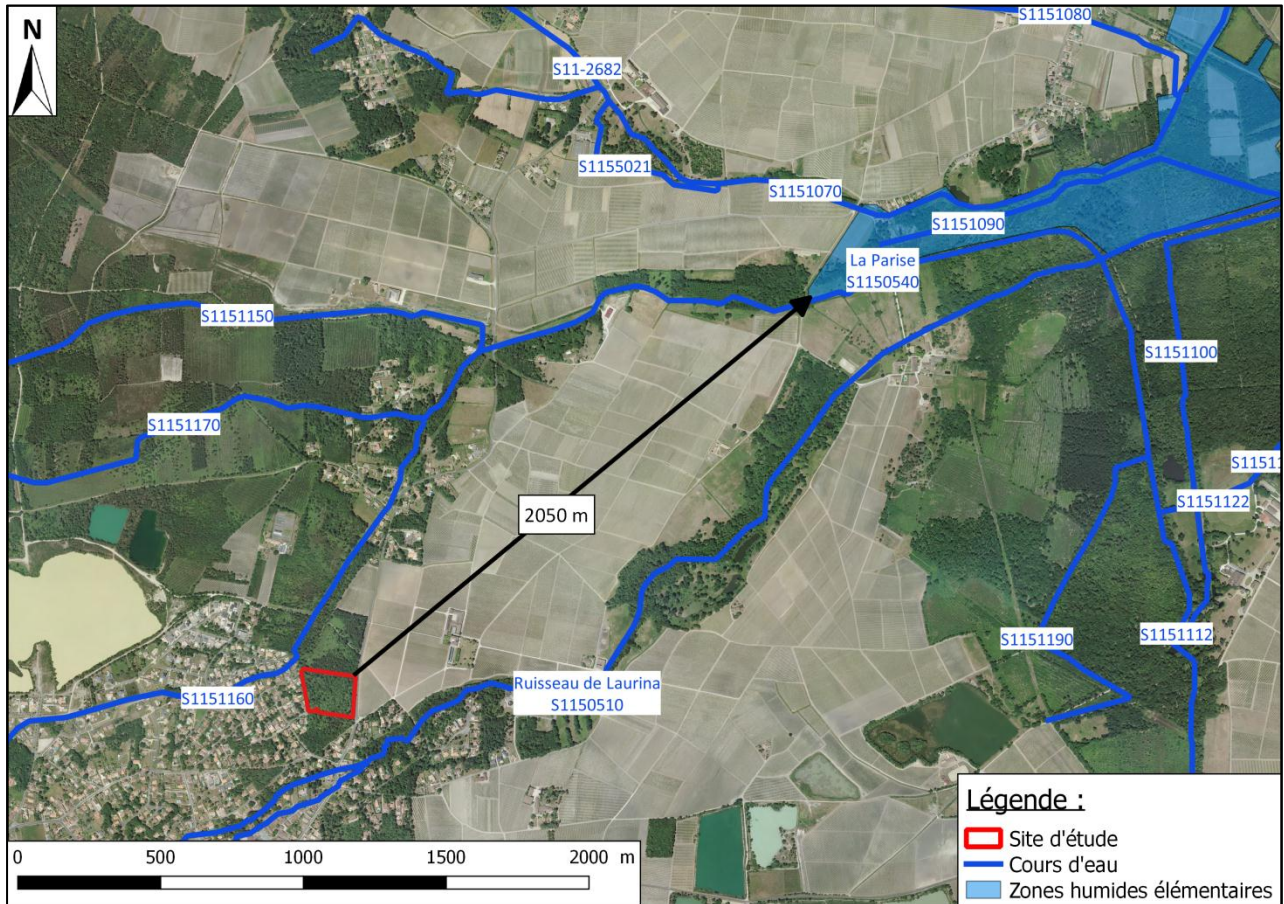 N
S1151080
S11-2682
S1155021
S1151070
S1151090
La Parise
S1150540
S1151150
S1151100
S1151170
S1151122
2050 m
S1151190
S1151112
S1151160
Ruisseau de Laurina
S1150510
Légende :
Site d'étude
Cours d'eau
Zones humides élémentaires
0 500 1000 1500 2000 m